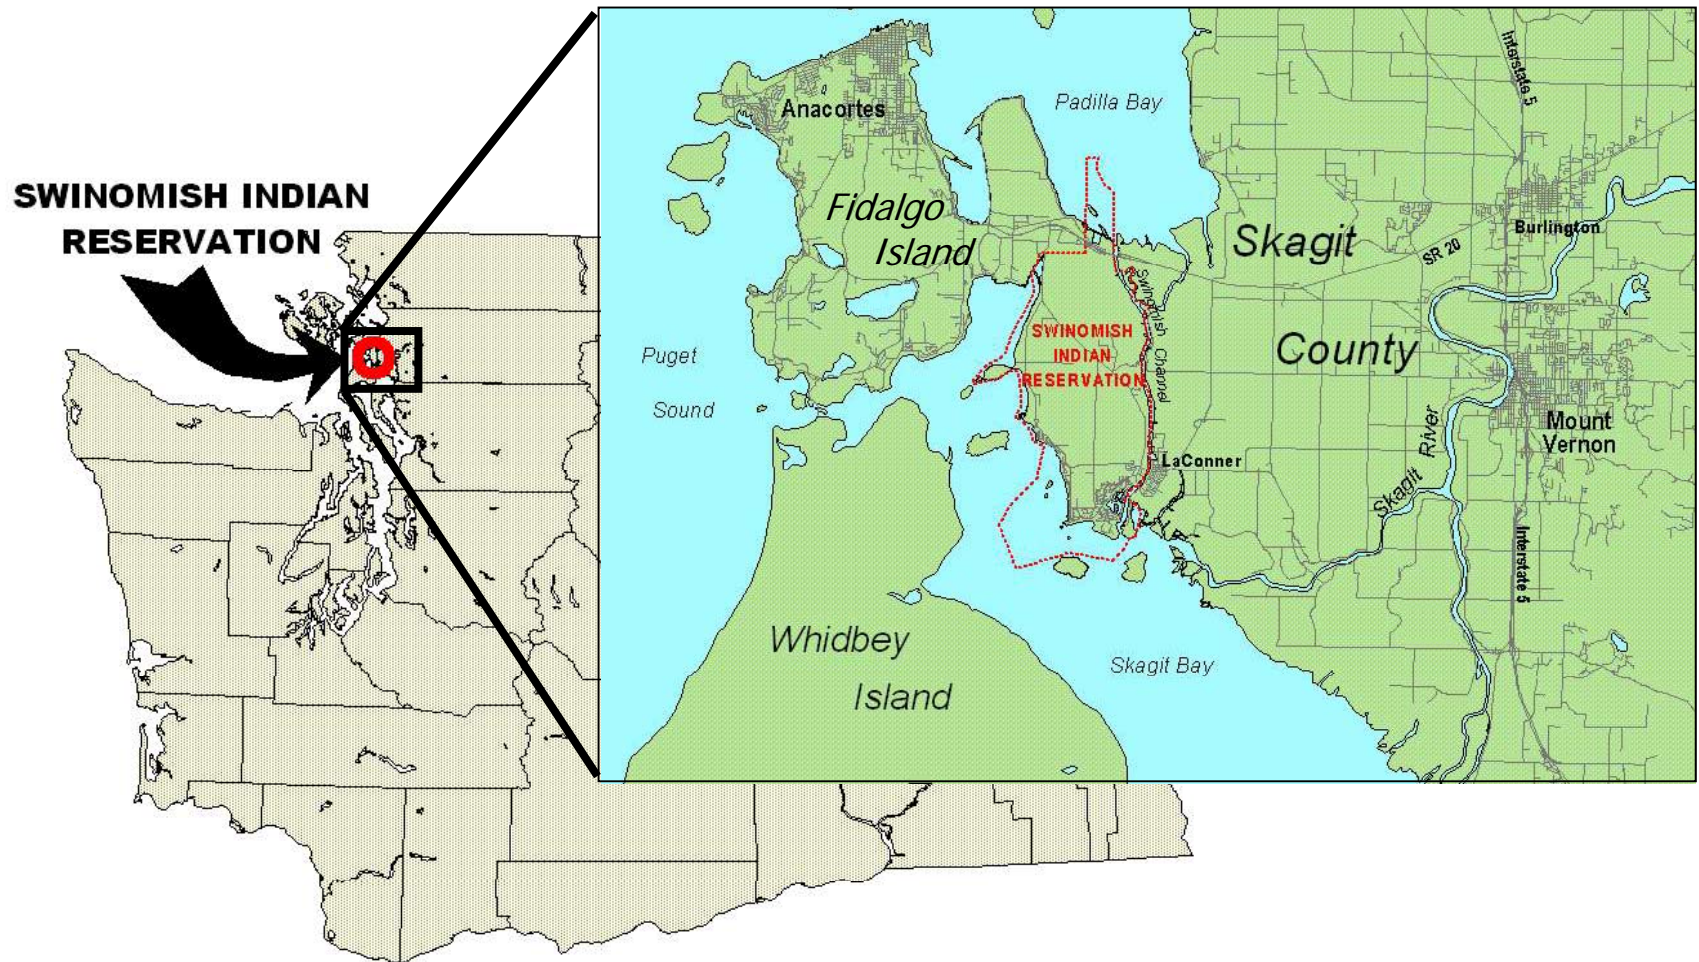 SWINOMISH INDIAN
RESERVATION
Anacortes
Padilla Bay
Interstate 5
Fidalgo
Island
Skagit
County
Burlington
SR 20
Swinomish Channel
SWINOMISH
INDIAN
RESERVATION
Puget
Sound
LaConner
Mount
Vernon
Skagit River
Interstate 5
Whidbey
Island
Skagit Bay